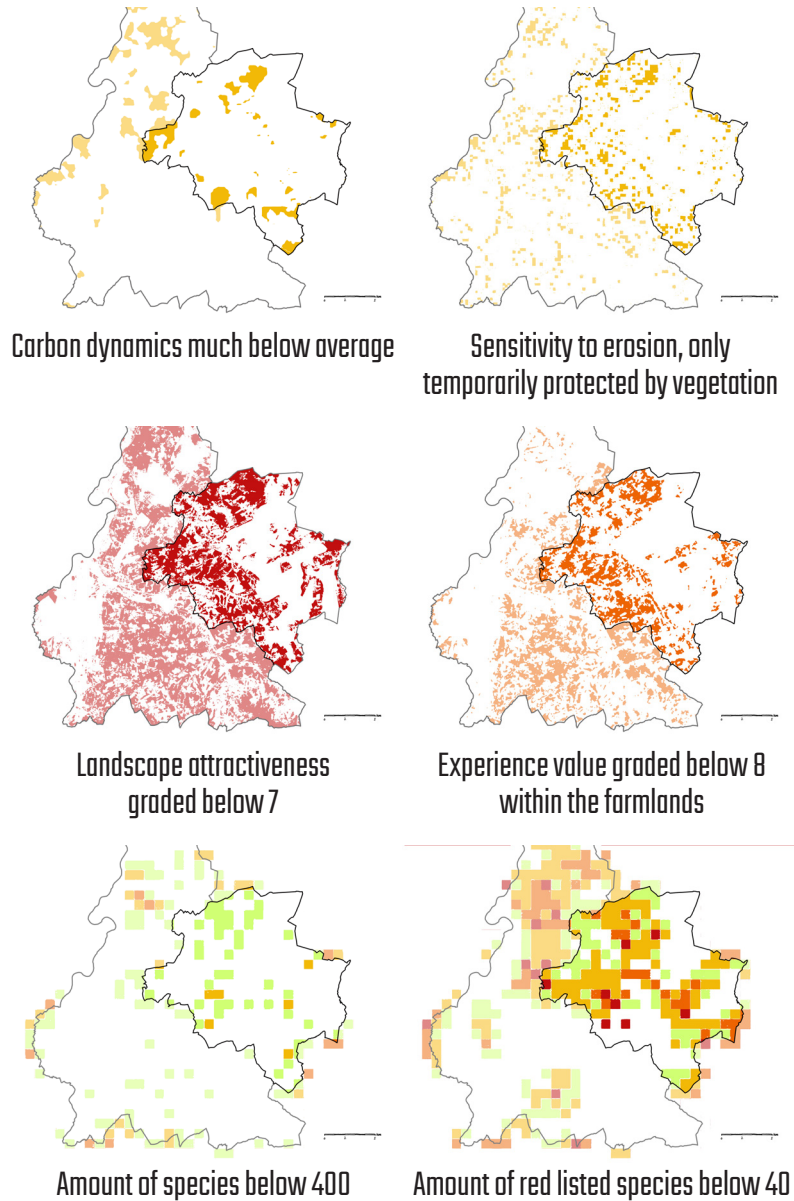 Carbon dynamics much below average
Sensitivity to erosion, only
temporarily protected by vegetation
Landscape attractiveness
graded below 7
Experience value graded below 8
within the farmlands
Amount of species below 400
Amount of red listed species below 40